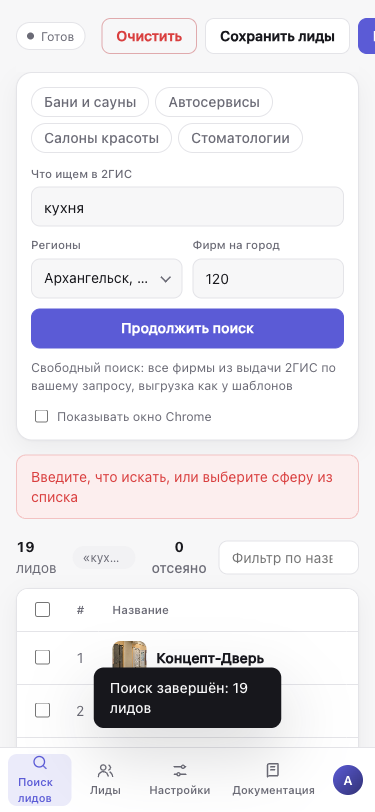 Готов
Очистить
Сохранить лиды
Бани и сауны
Автосервисы
Салоны красоты
Стоматологии
Что ищем в 2ГИС
кухня
Регионы
Фирм на город
Архангельск, ...
120
Продолжить поиск
Свободный поиск: все фирмы из выдачи 2ГИС по
вашему запросу, выгрузка как у шаблонов
Показывать окно Chrome
Введите, что искать, или выберите сферу из
списка
19
лидов
«кух...
0
отсеяно
Фильтр по
#
Название
1
Концепт-Дверь
2
Поиск завершён: 19
лидов
Поиск
лидов
Лиды
Настройки
Документация
A